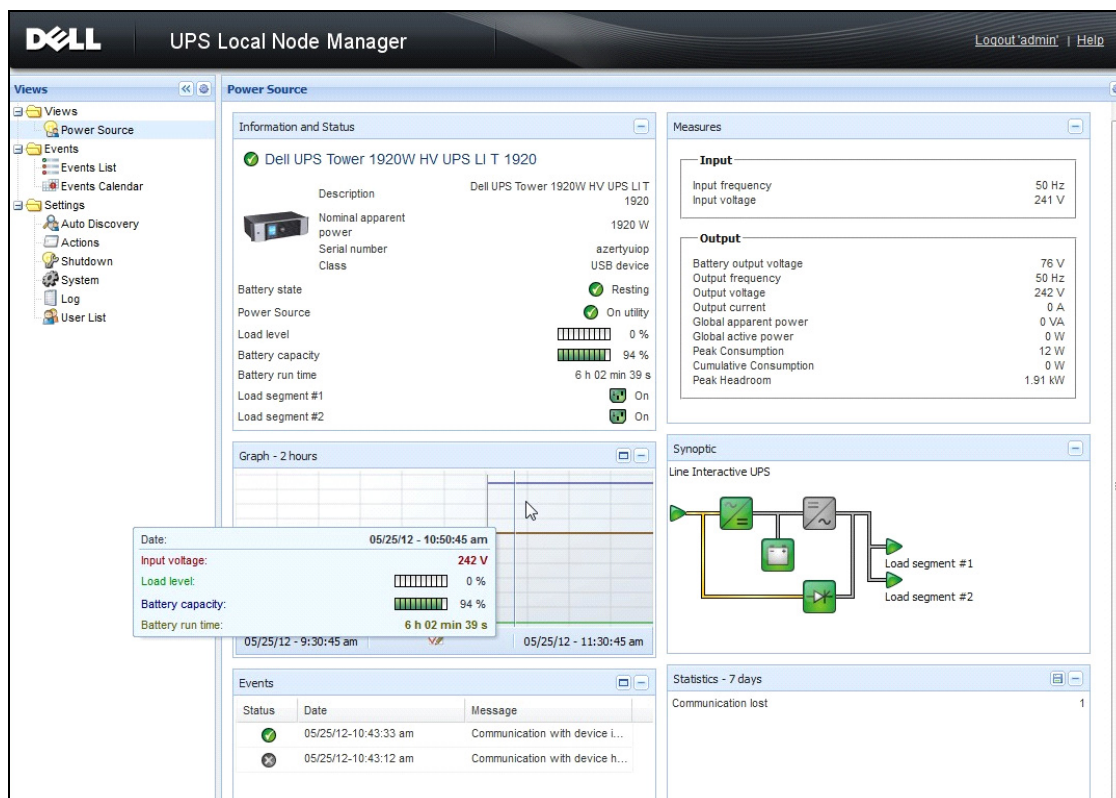 DELL
UPS Local Node Manager
Logout 'admin' | Help
Views
Views
Power Source
Events
Events List
Events Calendar
Settings
Auto Discovery
Actions
Shutdown
System
Log
User List
Power Source
Information and Status
Dell UPS Tower 1920W HV UPS LI T 1920
Description Dell UPS Tower 1920W HV UPS LI T
1920
Nominal apparent
power 1920 W
Serial number azertyuiop
Class USB device
Battery state Resting
Power Source On utility
Load level 0 %
Battery capacity 94 %
Battery run time 6 h 02 min 39 s
Load segment #1 On
Load segment #2 On
Graph - 2 hours
Date: 05/25/12 - 10:50:45 am
Input voltage: 242 V
Load level: 0 %
Battery capacity: 94 %
Battery run time: 6 h 02 min 39 s
05/25/12 - 9:30:45 am 05/25/12 - 11:30:45 am
Events
Status Date Message
05/25/12-10:43:33 am Communication with device i...
05/25/12-10:43:12 am Communication with device h...
Measures
Input
Input frequency 50 Hz
Input voltage 241 V
Output
Battery output voltage 76 V
Output frequency 50 Hz
Output voltage 242 V
Output current 0 A
Global apparent power 0 VA
Global active power 0 W
Peak Consumption 12 W
Cumulative Consumption 0 W
Peak Headroom 1.91 kW
Synoptic
Line Interactive UPS
Load segment #1
Load segment #2
Statistics - 7 days
Communication lost 1